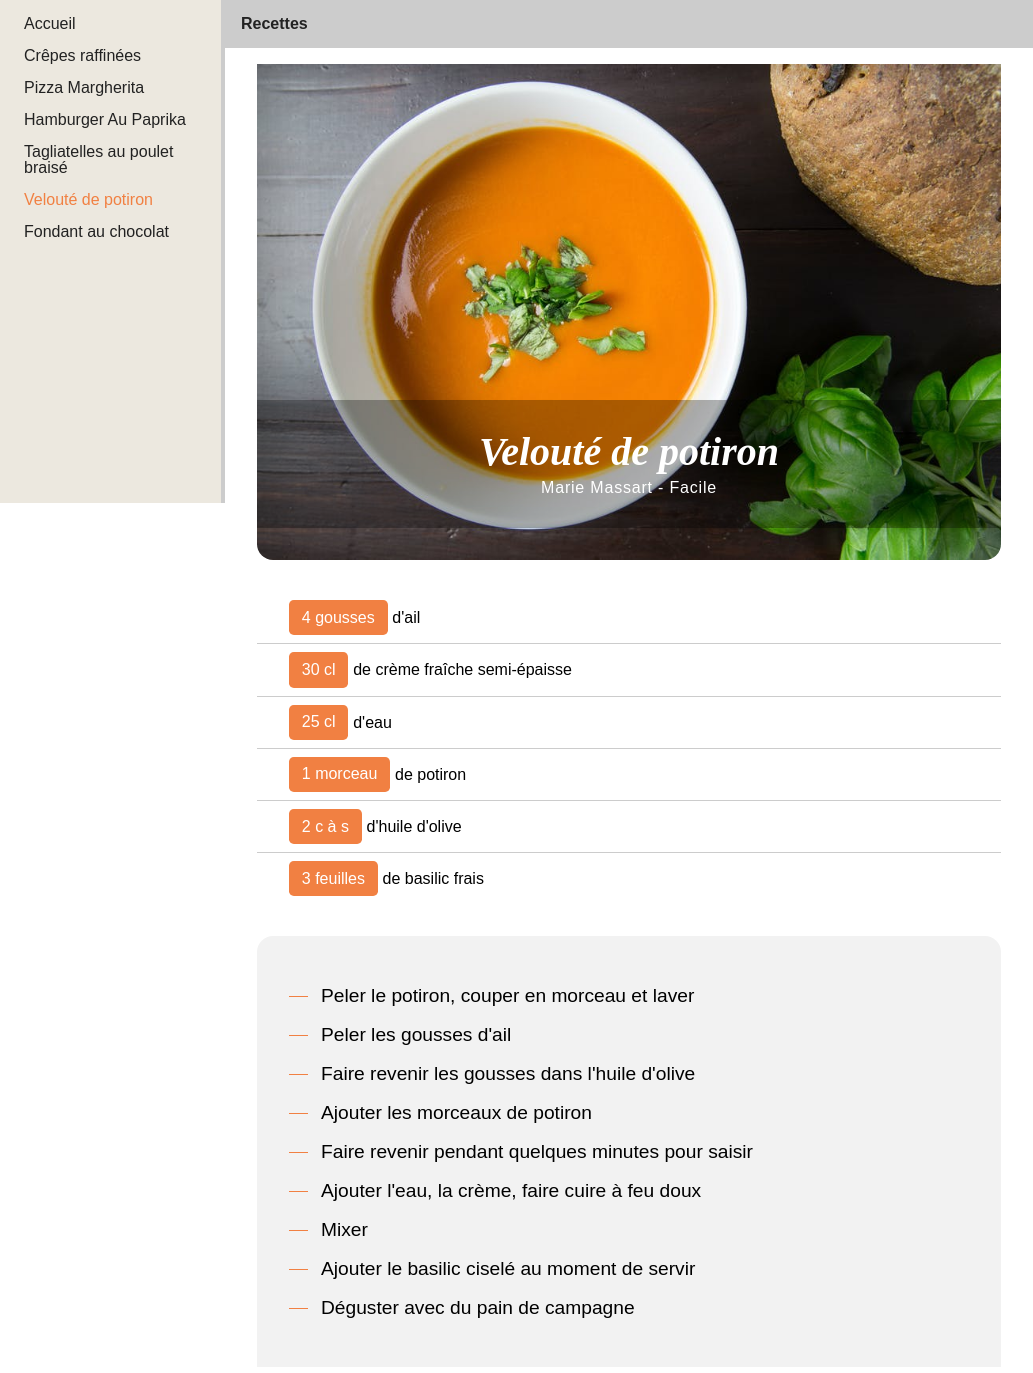 Accueil
Crêpes raffinées
Pizza Margherita
Hamburger Au Paprika
Tagliatelles au poulet
braisé
Velouté de potiron
Fondant au chocolat
Recettes
Velouté de potiron
Marie Massart - Facile
4 gousses d'ail
30 cl de crème fraîche semi-épaisse
25 cl d'eau
1 morceau de potiron
2 c à s d'huile d'olive
3 feuilles de basilic frais
Peler le potiron, couper en morceau et laver
Peler les gousses d'ail
Faire revenir les gousses dans l'huile d'olive
Ajouter les morceaux de potiron
Faire revenir pendant quelques minutes pour saisir
Ajouter l'eau, la crème, faire cuire à feu doux
Mixer
Ajouter le basilic ciselé au moment de servir
Déguster avec du pain de campagne